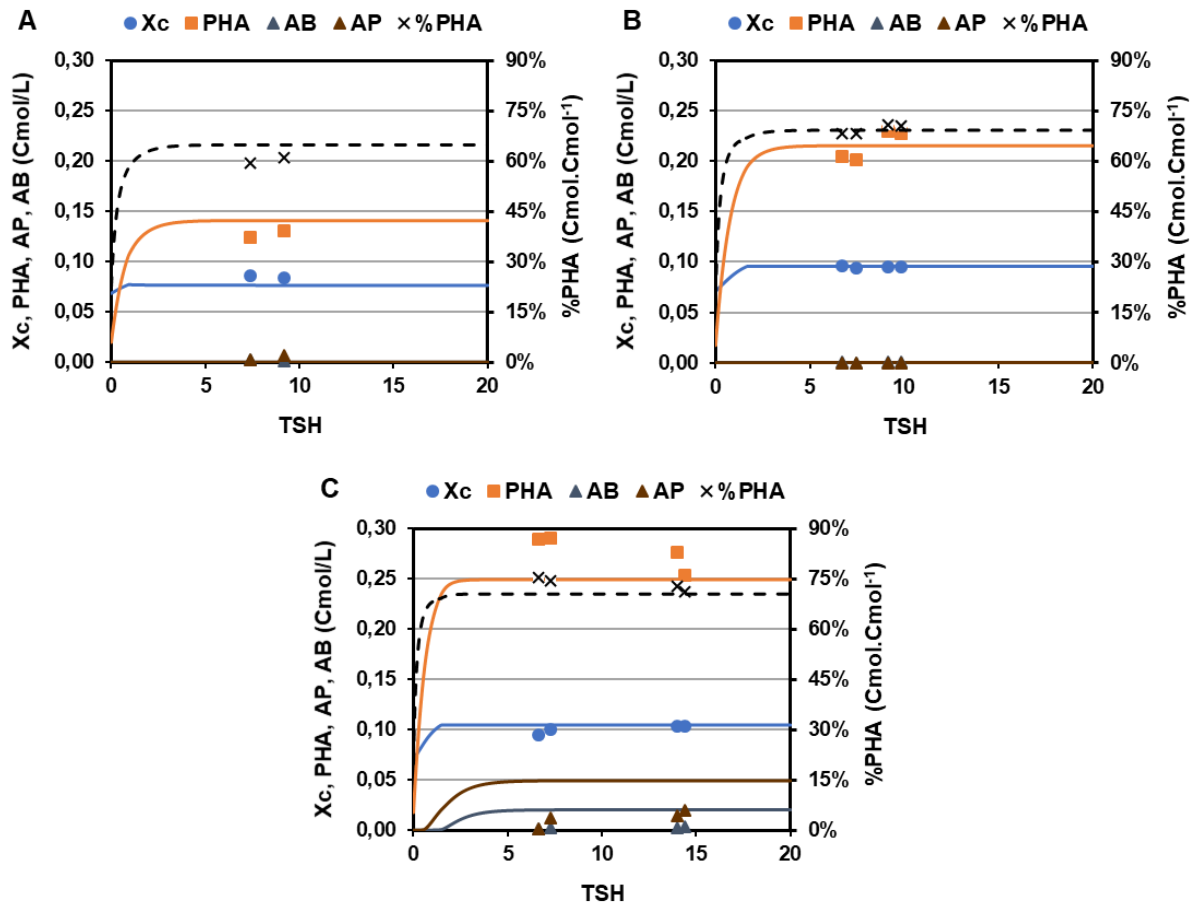 A
Xc PHA AB AP %PHA
Xc, PHA, AP, AB (Cmol/L)
0,30
0,25
0,20
0,15
0,10
0,05
0,00
90%
75%
60%
45%
30%
15%
0%
%PHA (Cmol.Cmol⁻¹)
0 5 10 15 20
TSH
B
Xc PHA AB AP %PHA
Xc, PHA, AP, AB (Cmol/L)
0,30
0,25
0,20
0,15
0,10
0,05
0,00
90%
75%
60%
45%
30%
15%
0%
%PHA (Cmol.Cmol⁻¹)
0 5 10 15 20
TSH
C
Xc PHA AB AP %PHA
Xc, PHA, AP, AB (Cmol/L)
0,30
0,25
0,20
0,15
0,10
0,05
0,00
90%
75%
60%
45%
30%
15%
0%
%PHA (Cmol.Cmol⁻¹)
0 5 10 15 20
TSH